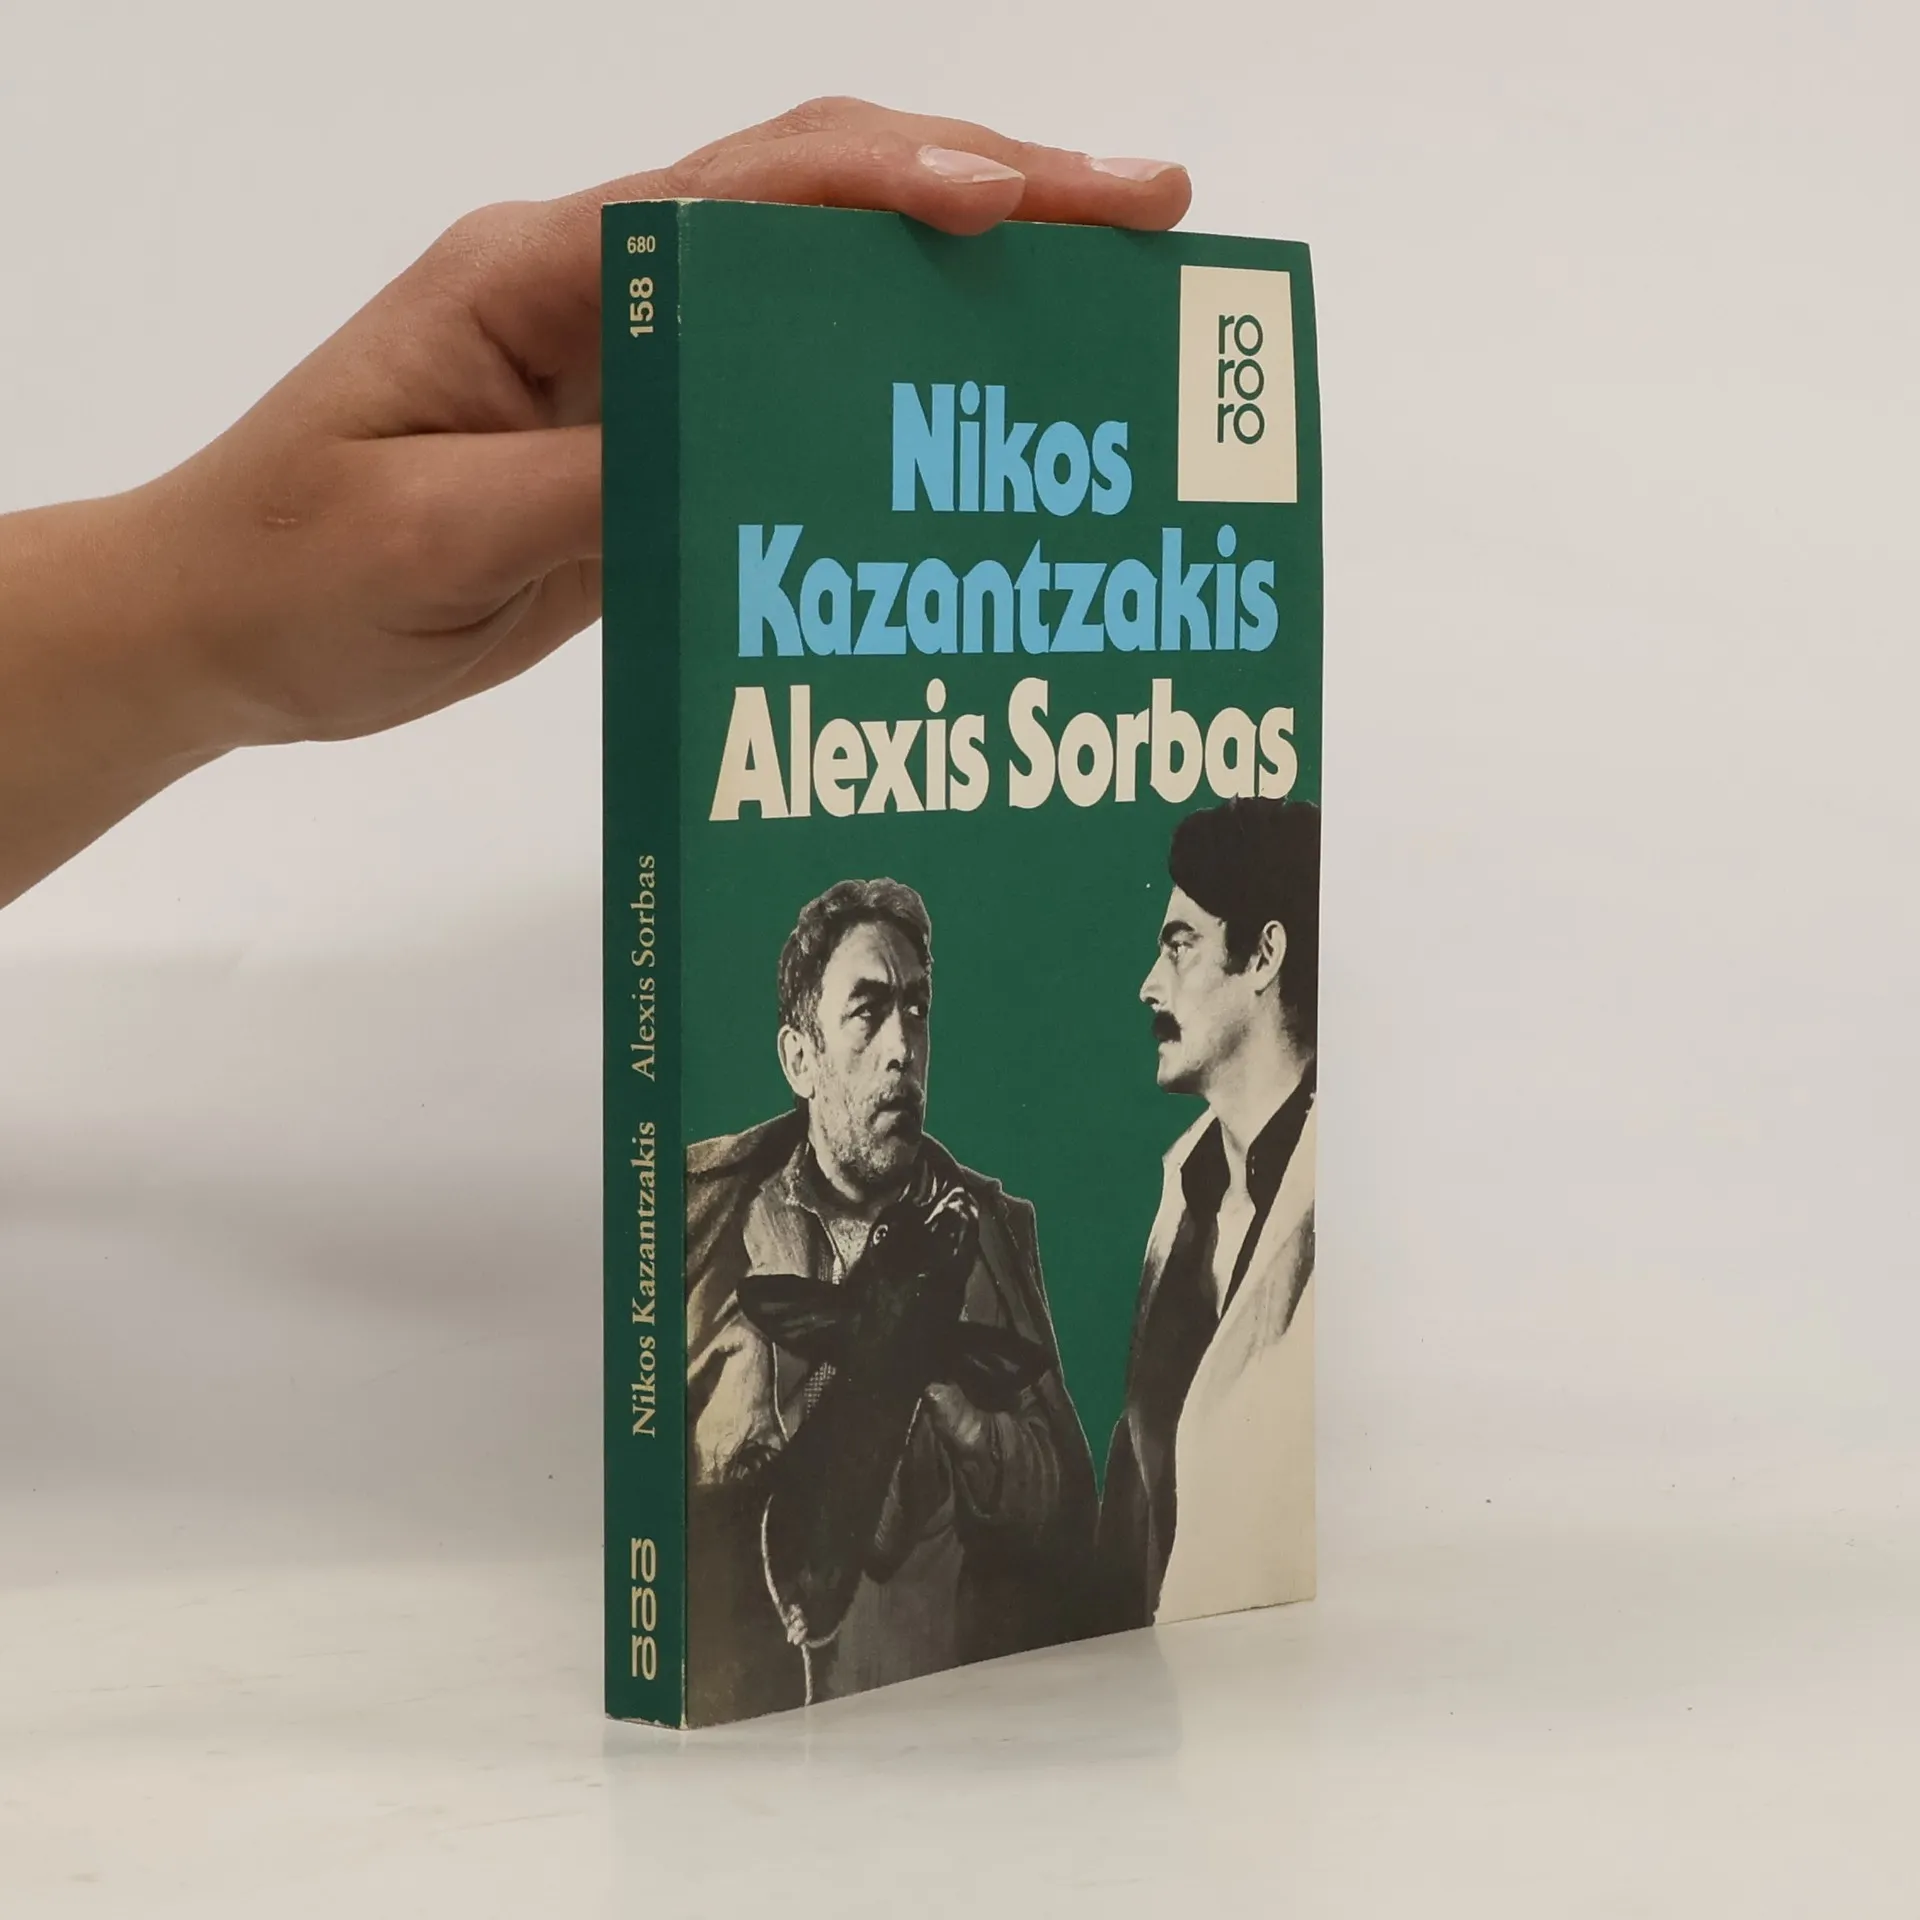 680
158
Nikos Kazantzakis Alexis Sorbas
ro
ro
ro
ro
ro
ro
Nikos
Kazantzakis
Alexis Sorbas